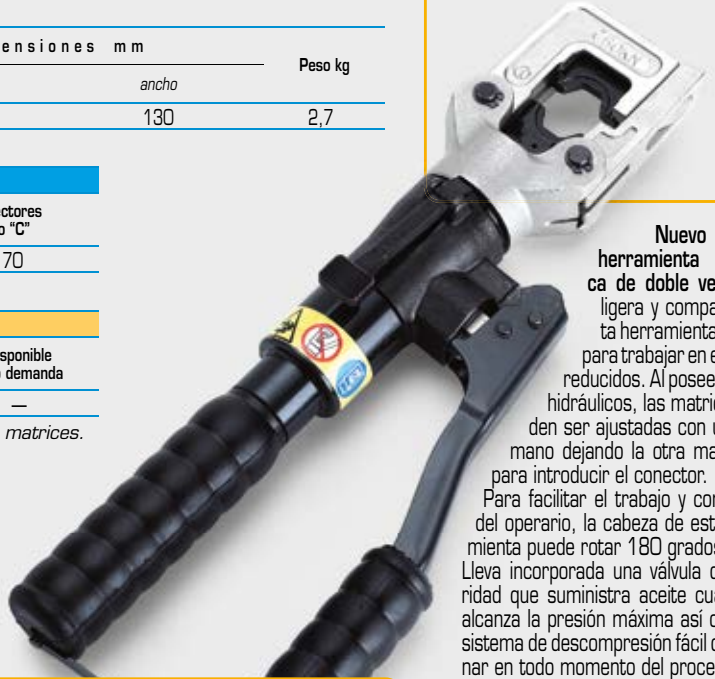 ensiones mm
Peso kg
ancho
130 2,7
ctores
o "C"
70
sponible
demanda
—
matrices.
Nuevo
herramienta
ca de doble ve
ligera y compa
ta herramienta
para trabajar en e
reducidos. Al posee
hidráulicos, las matri
den ser ajustadas con u
mano dejando la otra ma
para introducir el conector.
Para facilitar el trabajo y co
del operario, la cabeza de est
mienta puede rotar 180 grados
Lleva incorporada una válvula d
ridad que suministra aceite cua
alcanza la presión máxima así c
sistema de descompresión fácil d
nar en todo momento del proce